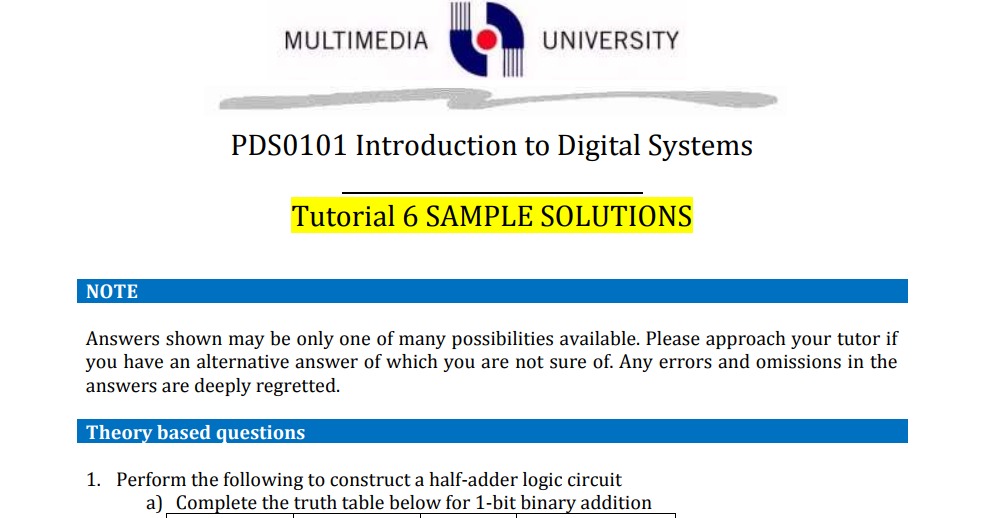 MULTIMEDIA UNIVERSITY
PDS0101 Introduction to Digital Systems
Tutorial 6 SAMPLE SOLUTIONS
NOTE
Answers shown may be only one of many possibilities available. Please approach your tutor if
you have an alternative answer of which you are not sure of. Any errors and omissions in the
answers are deeply regretted.
Theory based questions
1. Perform the following to construct a half-adder logic circuit
a) Complete the truth table below for 1-bit binary addition